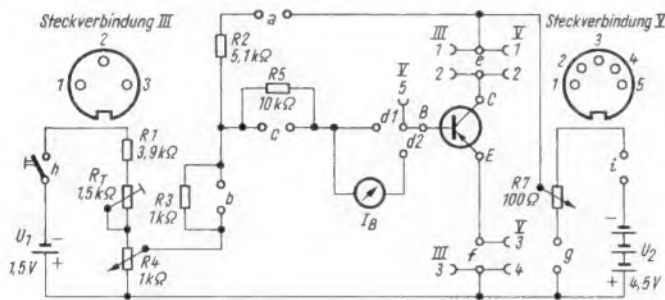 Steckverbindung III
2
1
3
h
U1
1,5V
−
+
R1
3,9kΩ
RT
1,5kΩ
R4
1kΩ
a
R2
5,1kΩ
R5
10kΩ
c
R3
1kΩ
b
V
5
d1
B
d2
IB
III
V
1
e
1
2
2
C
E
V
3
III
f
3
4
Steckverbindung V
3
2
4
1
5
R7
100Ω
i
g
−
U2
+
4,5V